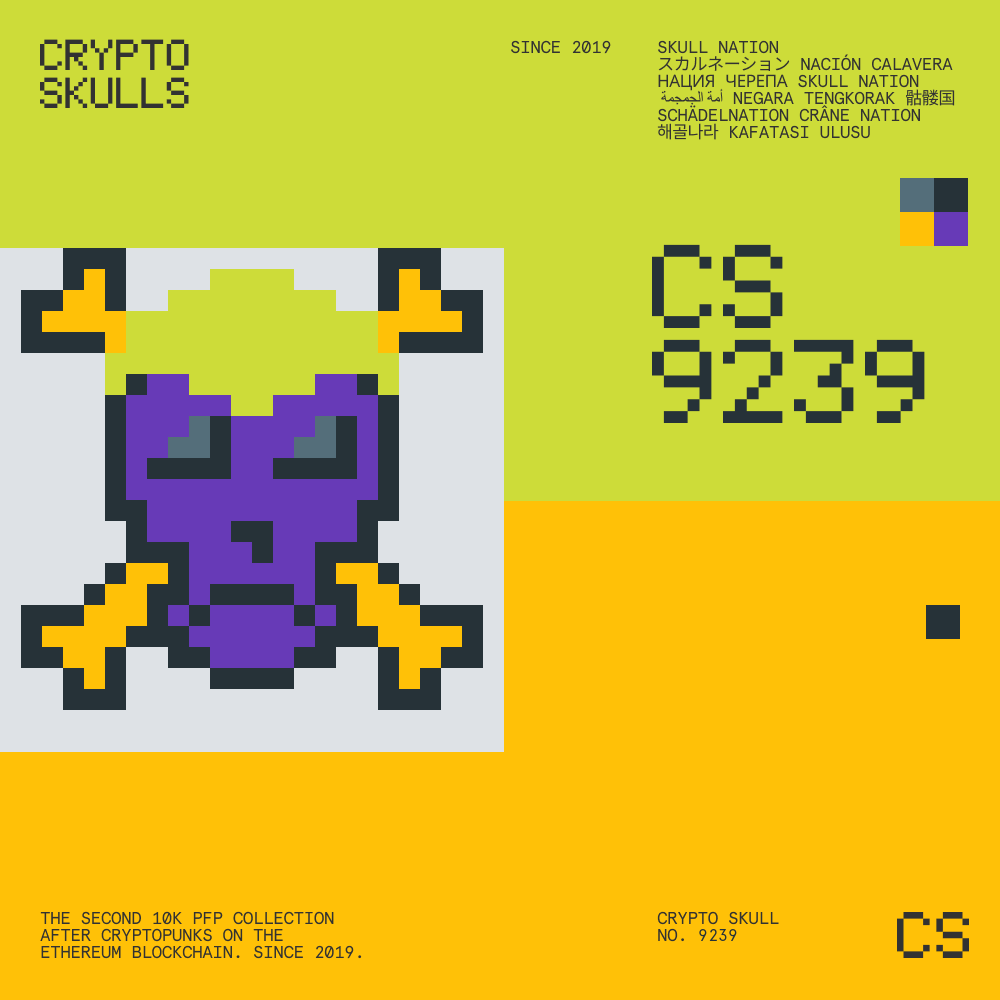 CRYPTO
SKULLS
SINCE 2019
SKULL NATION
スカルネーション NACIÓN CALAVERA
НАЦИЯ ЧЕРЕПА SKULL NATION
أمة الجمجمة NEGARA TENGKORAK 骷髅国
SCHÄDELNATION CRÂNE NATION
해골나라 KAFATASI ULUSU
CS
9239
THE SECOND 10K PFP COLLECTION
AFTER CRYPTOPUNKS ON THE
ETHEREUM BLOCKCHAIN. SINCE 2019.
CRYPTO SKULL
NO. 9239
CS